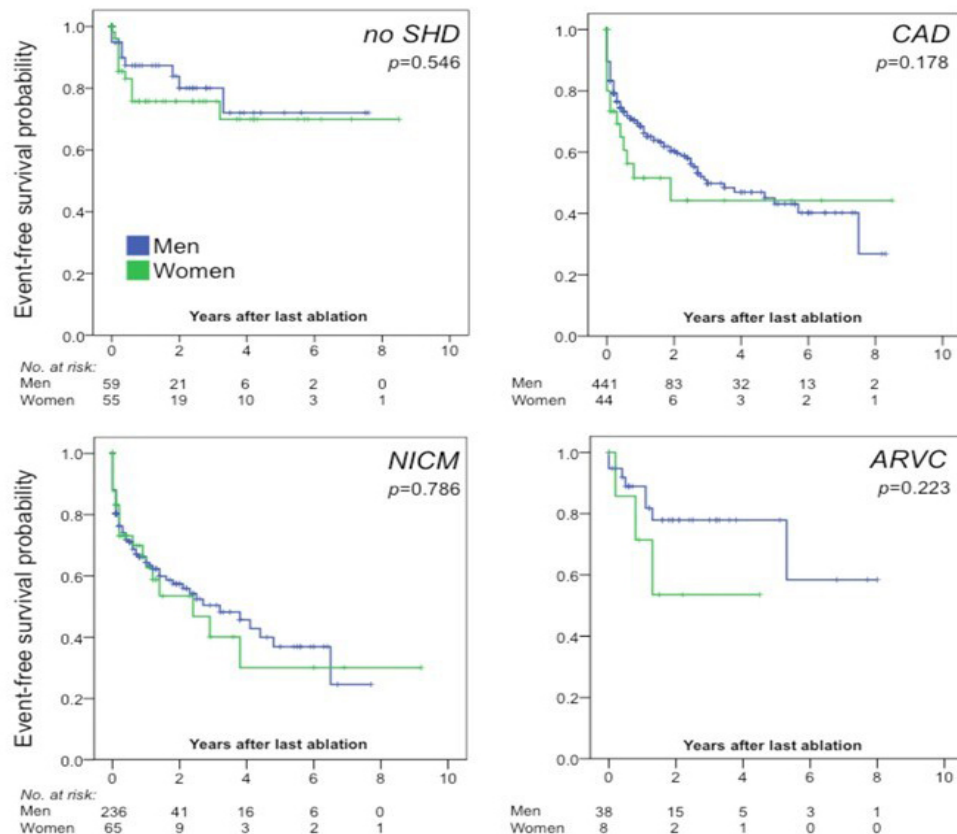 no SHD
p=0.546
Event-free survival probability
1.0
0.8
0.6
0.4
0.2
0.0
Men
Women
Years after last ablation
0 2 4 6 8 10
No. at risk:
Men 59 21 6 2 0
Women 55 19 10 3 1
CAD
p=0.178
1.0
0.8
0.6
0.4
0.2
0.0
Years after last ablation
0 2 4 6 8 10
Men 441 83 32 13 2
Women 44 6 3 2 1
NICM
p=0.786
Event-free survival probability
1.0
0.8
0.6
0.4
0.2
0.0
Years after last ablation
0 2 4 6 8 10
No. at risk:
Men 236 41 16 6 0
Women 65 9 3 2 1
ARVC
p=0.223
1.0
0.8
0.6
0.4
0.2
0.0
Years after last ablation
0 2 4 6 8 10
Men 38 15 5 3 1
Women 8 2 1 0 0